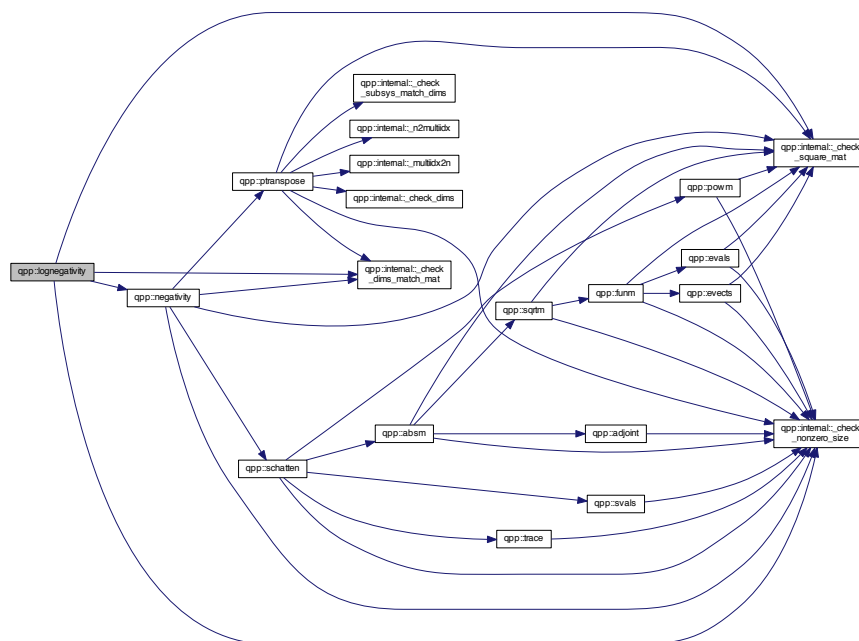 qpp::lognegativity
qpp::negativity
qpp::ptranspose
qpp::schatten
qpp::internal::_check
_subsys_match_dims
qpp::internal::_n2multiidx
qpp::internal::_multiidx2n
qpp::internal::_check_dims
qpp::internal::_check
_dims_match_mat
qpp::absm
qpp::sqrtm
qpp::trace
qpp::funm
qpp::adjoint
qpp::svals
qpp::powm
qpp::evals
qpp::evects
qpp::internal::_check
_square_mat
qpp::internal::_check
_nonzero_size